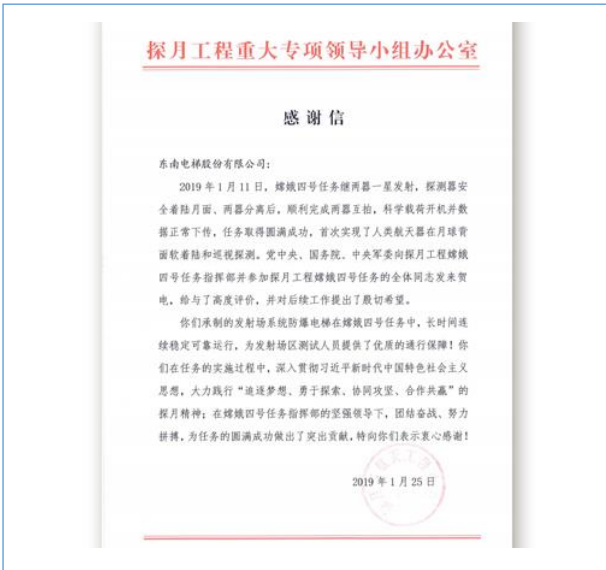 探月工程重大专项领导小组办公室
感谢信
东南电梯股份有限公司：
2019 年 1 月 11 日，嫦娥四号任务继两器一星发射，探测器安
全着陆月面、两器分离后，顺利完成两器互拍，科学载荷开机并数
据正常下传，任务取得圆满成功，首次实现了人类航天器在月球背
面软着陆和巡视探测。党中央、国务院、中央军委向探月工程嫦娥
四号任务指挥部并参加探月工程嫦娥四号任务的全体同志发来贺
电，给与了高度评价，并对后续工作提出了殷切希望。
你们承制的发射场系统防爆电梯在嫦娥四号任务中，长时间连
续稳定可靠运行，为发射场区测试人员提供了优质的通行保障！你
们在任务的实施过程中，深入贯彻习近平新时代中国特色社会主义
思想，大力践行“追逐梦想、勇于探索、协同攻坚、合作共赢”的
探月精神；在嫦娥四号任务指挥部的坚强领导下，团结奋战、努力
拼搏，为任务的圆满成功做出了突出贡献，特向你们表示衷心感谢！
2019 年 1 月 25 日